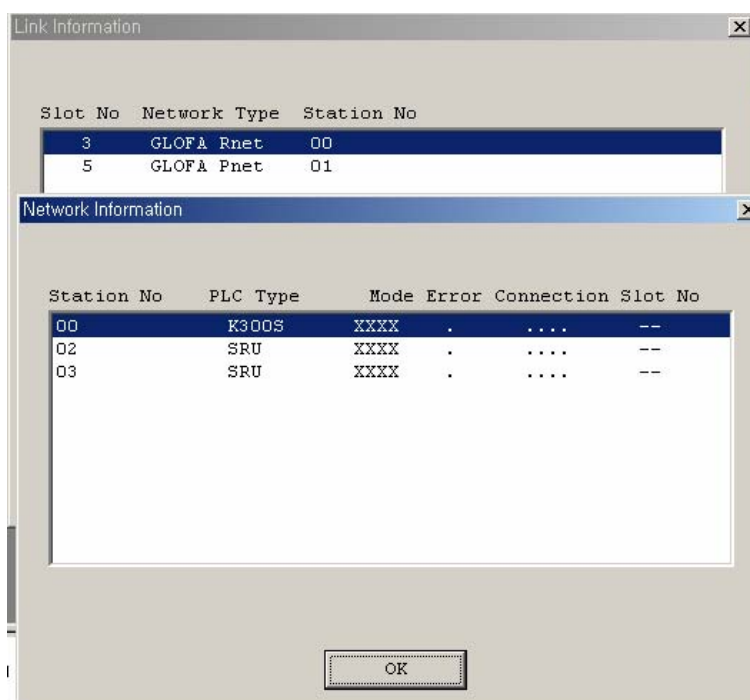 Link Information
Slot No Network Type Station No
3 GLOFA Rnet 00
5 GLOFA Pnet 01
Network Information
Station No PLC Type Mode Error Connection Slot No
00 K300S XXXX . .... --
02 SRU XXXX . .... --
03 SRU XXXX . .... --
OK